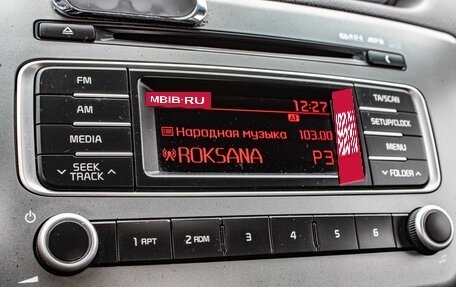 MP3
FM
AM
MEDIA
SEEK
TRACK
MBIB.RU
12:27
AF
Народная музыка 103.00
ROKSANA P3
TA/SCAN
SETUP/CLOCK
MENU
FOLDER
1 RPT
2 RDM
3
4
5
6